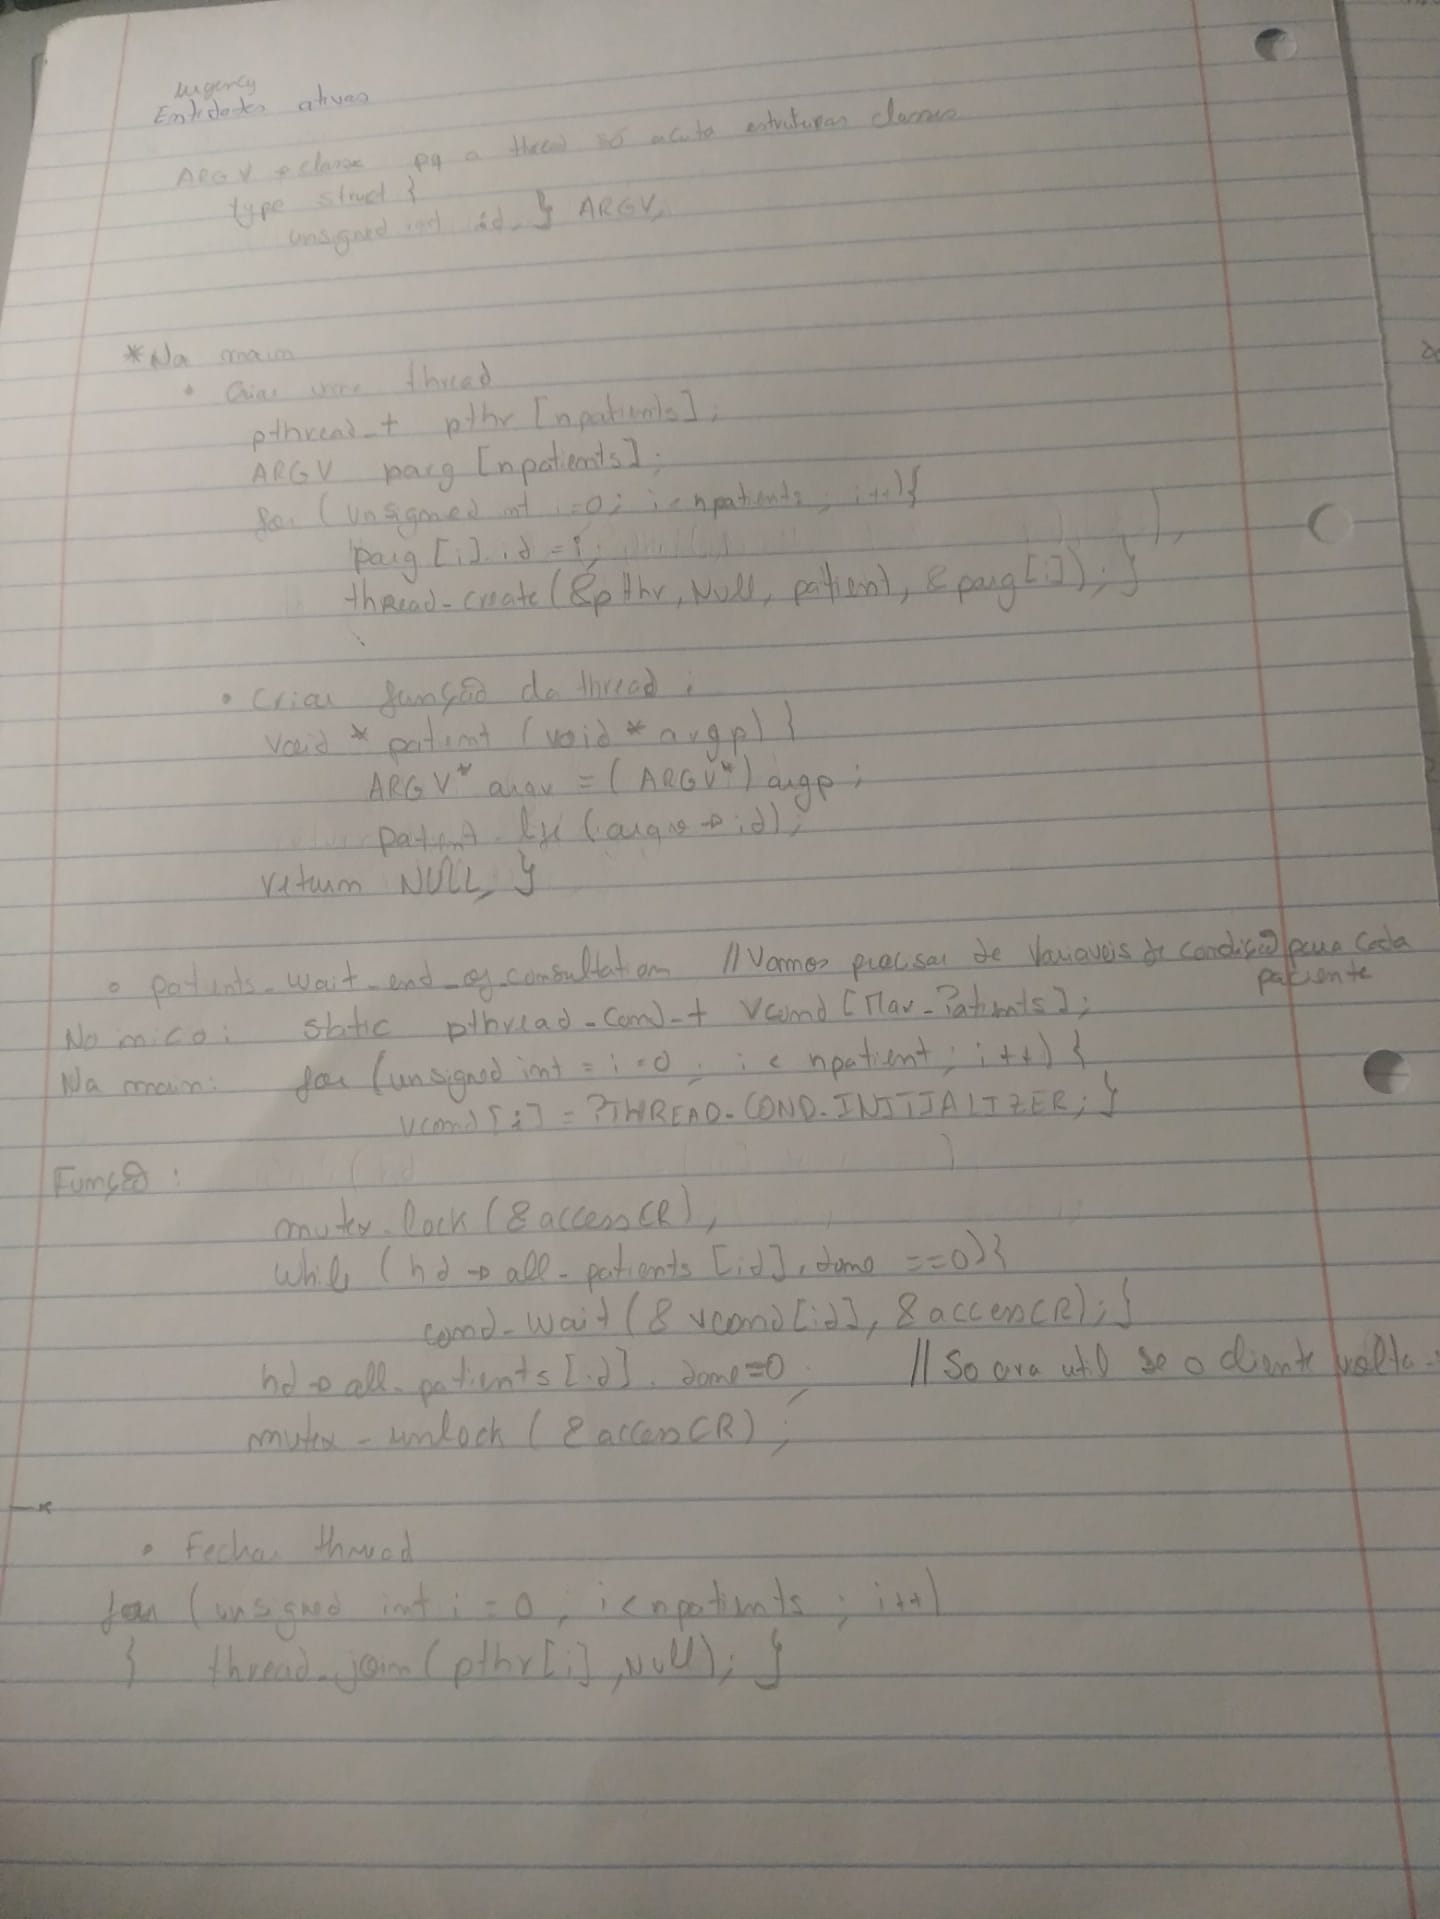 urgency
Entidades ativas
ARGV → classe pq a thread só aceita estruturas classes
type struct {
unsigned int id } ARGV;
* Na main
• Criar uma thread
pthread_t pthr [npatients];
ARGV parg [npatients];
for (unsigned int i=0; i<npatients; i++){
parg [i].id = i;
thread_create (&pthr, NULL, patient, &parg[i]); }
• Criar função da thread:
void * patient (void * argp) {
ARGV* argv = (ARGV*) argp;
patient_life (argv → id);
return NULL; }
• patients_wait_end_of_consultation // Vamos precisar de variaveis de condição para cada
paciente
No inicio: static pthread_cond_t vcond [Max_Patients];
Na main: for (unsigned int = i=0; i < npatient; i++) {
vcond [i] = PTHREAD_COND_INITIALIZER; }
Função:
mutex_lock (&accessCR);
while (hd → all_patients [id].done ==0){
cond_wait (& vcond[id], &accessCR); }
hd → all_patients [id].done=0; // So era util se o cliente volta-se
mutex_unlock (&accessCR);
• Fechar thread
for (unsigned int i = 0; i<npatients; i++)
{ thread_join (pthr[i], NULL); }